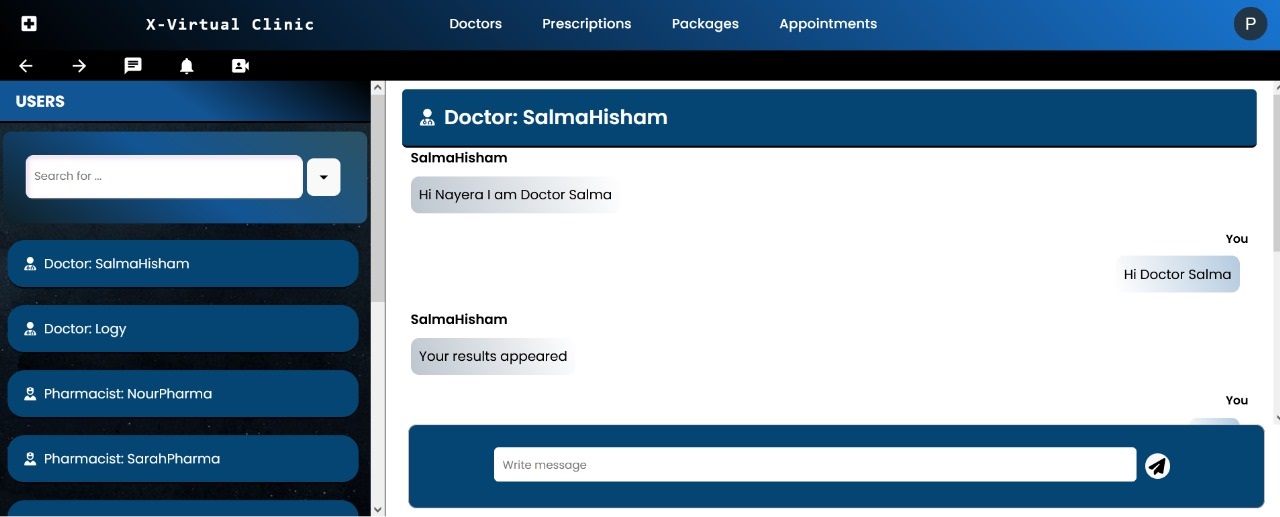 X-Virtual Clinic
Doctors
Prescriptions
Packages
Appointments
P
USERS
Search for ...
Doctor: SalmaHisham
Doctor: Logy
Pharmacist: NourPharma
Pharmacist: SarahPharma
Doctor: SalmaHisham
SalmaHisham
Hi Nayera I am Doctor Salma
You
Hi Doctor Salma
SalmaHisham
Your results appeared
You
Write message